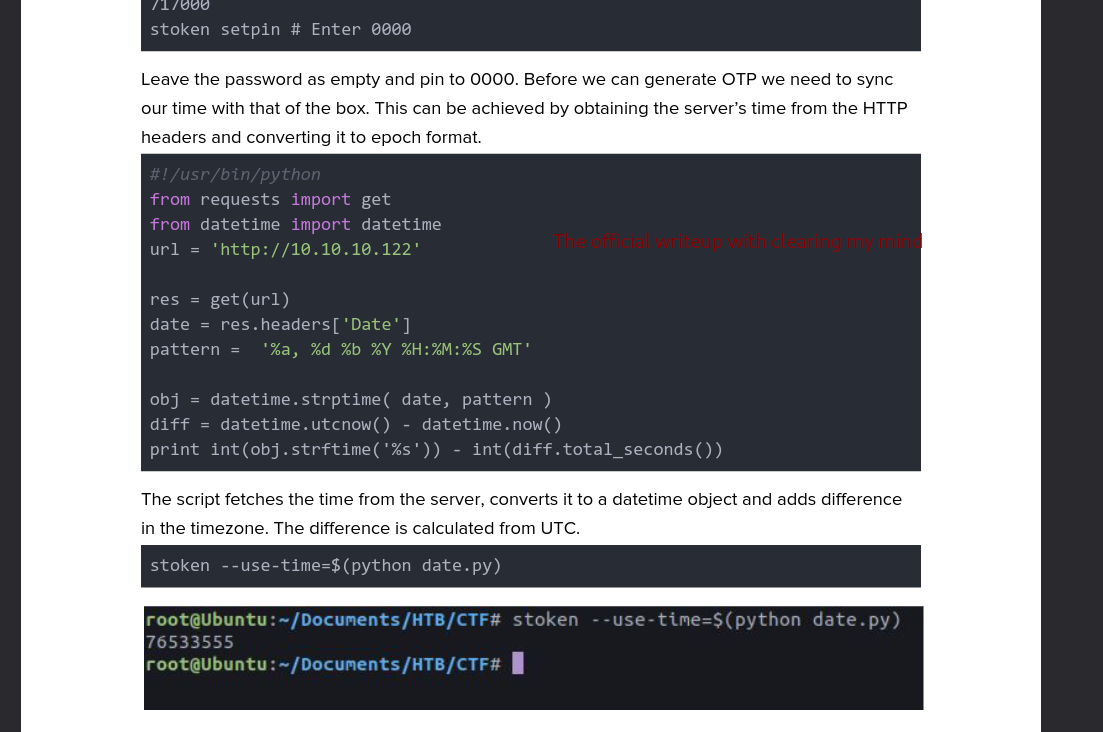 717000
stoken setpin # Enter 0000
Leave the password as empty and pin to 0000. Before we can generate OTP we need to sync
our time with that of the box. This can be achieved by obtaining the server’s time from the HTTP
headers and converting it to epoch format.
#!/usr/bin/python
from requests import get
from datetime import datetime
The official writeup with clearing my mind
url = 'http://10.10.10.122'
res = get(url)
date = res.headers['Date']
pattern =  '%a, %d %b %Y %H:%M:%S GMT'
obj = datetime.strptime( date, pattern )
diff = datetime.utcnow() - datetime.now()
print int(obj.strftime('%s')) - int(diff.total_seconds())
The script fetches the time from the server, converts it to a datetime object and adds difference
in the timezone. The difference is calculated from UTC.
stoken --use-time=$(python date.py)
root@Ubuntu:~/Documents/HTB/CTF# stoken --use-time=$(python date.py)
76533555
root@Ubuntu:~/Documents/HTB/CTF#